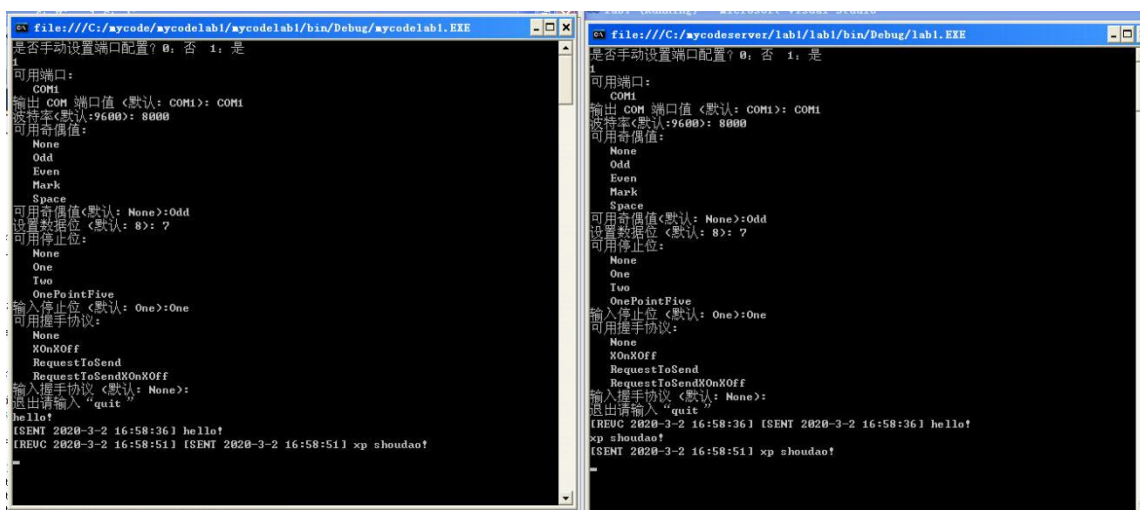 file:///C:/mycode/mycodelab1/mycodelab1/bin/Debug/mycodelab1.EXE
是否手动设置端口配置? 0: 否 1: 是
1
可用端口:
COM1
输出 COM 端口值 (默认: COM1): COM1
波特率(默认:9600): 8000
可用奇偶值:
None
Odd
Even
Mark
Space
可用奇偶值(默认: None):Odd
设置数据位 (默认: 8): 7
可用停止位:
None
One
Two
OnePointFive
输入停止位 (默认: One):One
可用握手协议:
None
XOnXOff
RequestToSend
RequestToSendXOnXOff
输入握手协议 (默认: None):
退出请输入“quit ”
hello!
[SENT 2020-3-2 16:58:36] hello!
[REVC 2020-3-2 16:58:51] [SENT 2020-3-2 16:58:51] xp shoudao!
file:///C:/mycodeserver/lab1/lab1/bin/Debug/lab1.EXE
是否手动设置端口配置? 0: 否 1: 是
1
可用端口:
COM1
输出 COM 端口值 (默认: COM1): COM1
波特率(默认:9600): 8000
可用奇偶值:
None
Odd
Even
Mark
Space
可用奇偶值(默认: None):Odd
设置数据位 (默认: 8): 7
可用停止位:
None
One
Two
OnePointFive
输入停止位 (默认: One):One
可用握手协议:
None
XOnXOff
RequestToSend
RequestToSendXOnXOff
输入握手协议 (默认: None):
退出请输入“quit ”
[REVC 2020-3-2 16:58:36] [SENT 2020-3-2 16:58:36] hello!
xp shoudao!
[SENT 2020-3-2 16:58:51] xp shoudao!